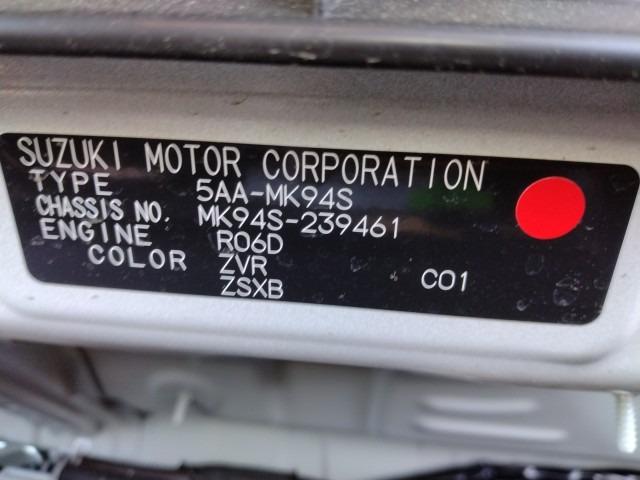 SUZUKI MOTOR CORPORATION
TYPE 5AA-MK94S
CHASSIS NO. MK94S-239461
ENGINE R06D
COLOR ZVR
ZSXB C01